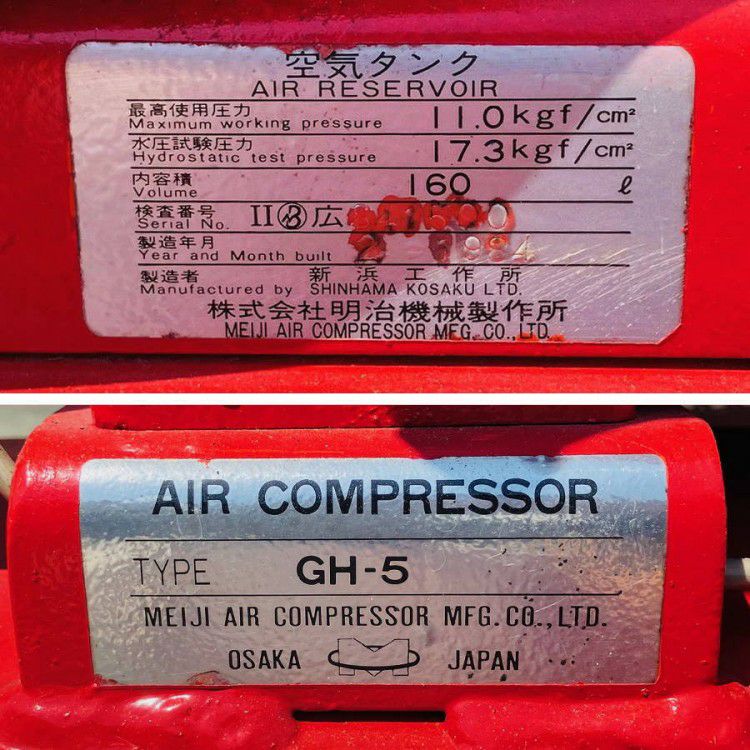 空気タンク
AIR RESERVOIR
最高使用圧力 11.0kgf/cm²
Maximum working pressure
水圧試験圧力 17.3kgf/cm²
Hydrostatic test pressure
内容積 160 ℓ
Volume
検査番号 II③広
Serial No.
製造年月
Year and Month built
製造者 新浜工作所
Manufactured by SHINHAMA KOSAKU LTD.
株式会社明治機械製作所
MEIJI AIR COMPRESSOR MFG. CO., LTD.
AIR COMPRESSOR
TYPE GH-5
MEIJI AIR COMPRESSOR MFG. CO., LTD.
OSAKA M JAPAN